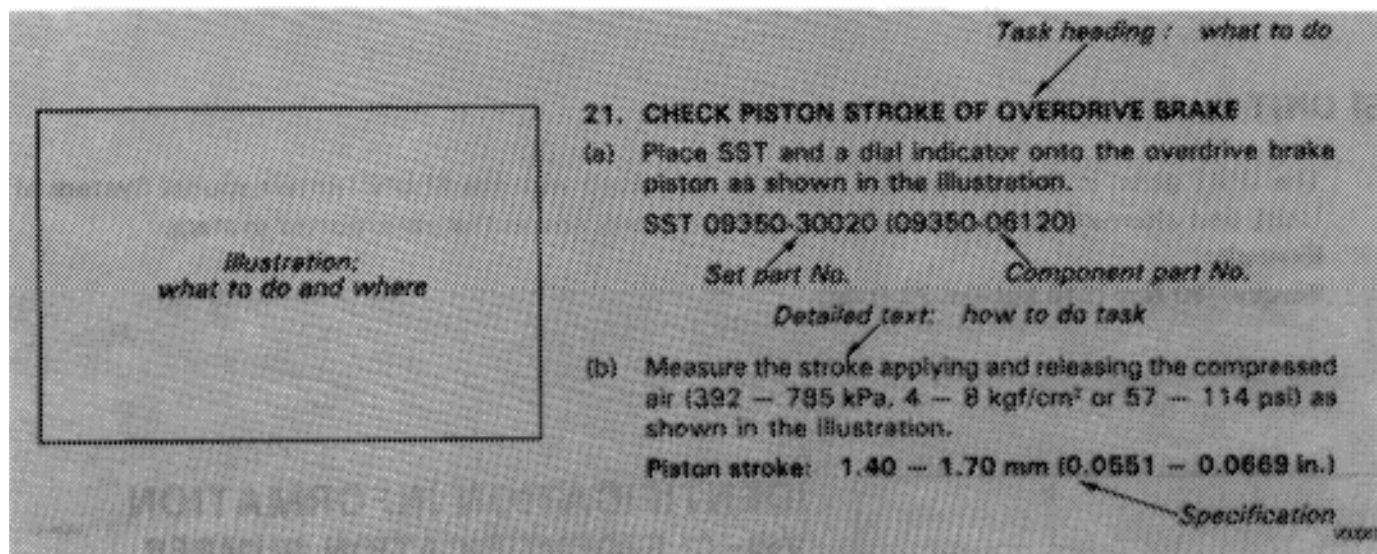 Task heading : what to do
21. CHECK PISTON STROKE OF OVERDRIVE BRAKE
(a) Place SST and a dial indicator onto the overdrive brake
piston as shown in the illustration.
SST 09350-30020 (09350-06120)
Illustration:
what to do and where
Set part No. Component part No.
Detailed text: how to do task
(b) Measure the stroke applying and releasing the compressed
air (392 — 785 kPa, 4 — 8 kgf/cm² or 57 — 114 psi) as
shown in the illustration.
Piston stroke: 1.40 — 1.70 mm (0.0551 — 0.0669 in.)
Specification